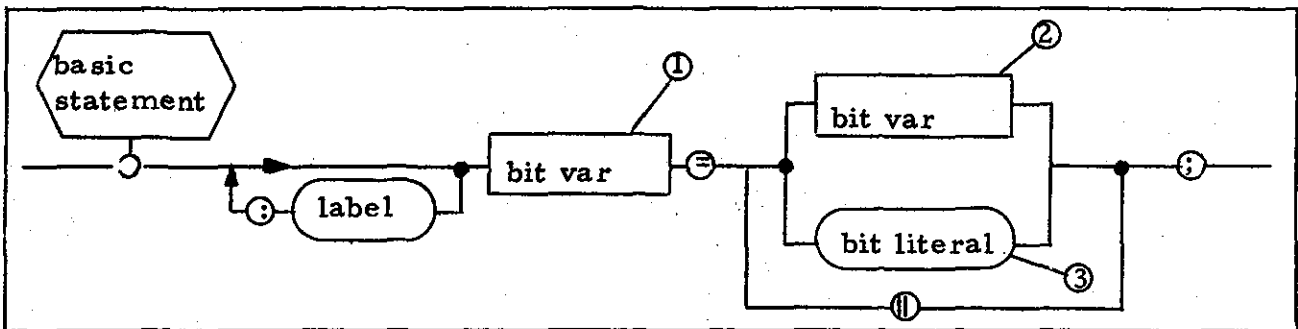 basic
statement
①
②
bit var
bit var
=
;
:
label
bit literal
③
||